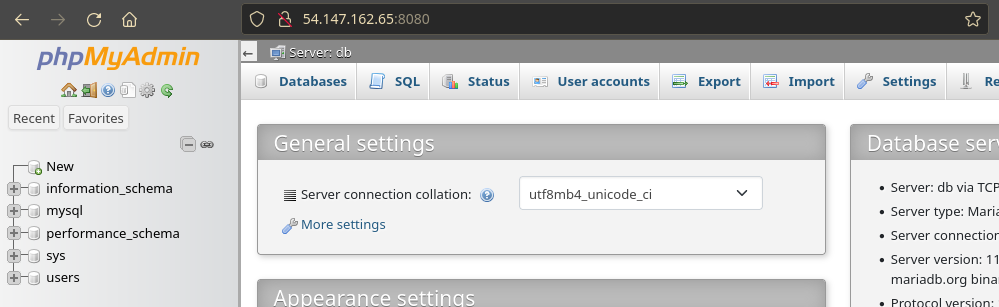 54.147.162.65:8080
phpMyAdmin
Recent Favorites
New
information_schema
mysql
performance_schema
sys
users
Server: db
Databases SQL Status User accounts Export Import Settings
General settings
Server connection collation: utf8mb4_unicode_ci
More settings
Appearance settings
Database serv
Server: db via TCP
Server type: Maria
Server connection
Server version: 11
mariadb.org bina
Protocol version: